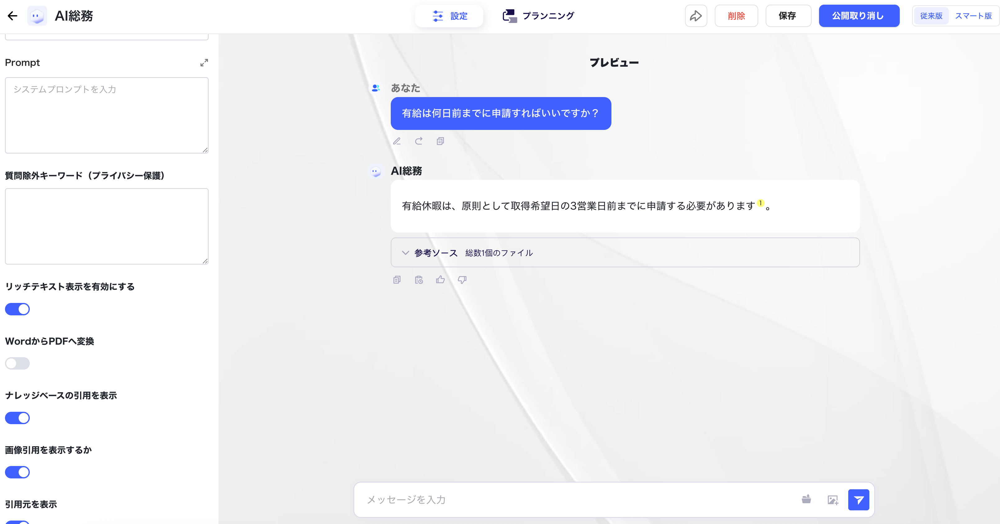 AI総務
設定
プランニング
削除
保存
公開取り消し
従来版
スマート版
Prompt
システムプロンプトを入力
質問除外キーワード（プライバシー保護）
リッチテキスト表示を有効にする
WordからPDFへ変換
ナレッジベースの引用を表示
画像引用を表示するか
引用元を表示
プレビュー
あなた
有給は何日前までに申請すればいいですか？
AI総務
有給休暇は、原則として取得希望日の3営業日前までに申請する必要があります1。
参考ソース 総数1個のファイル
メッセージを入力